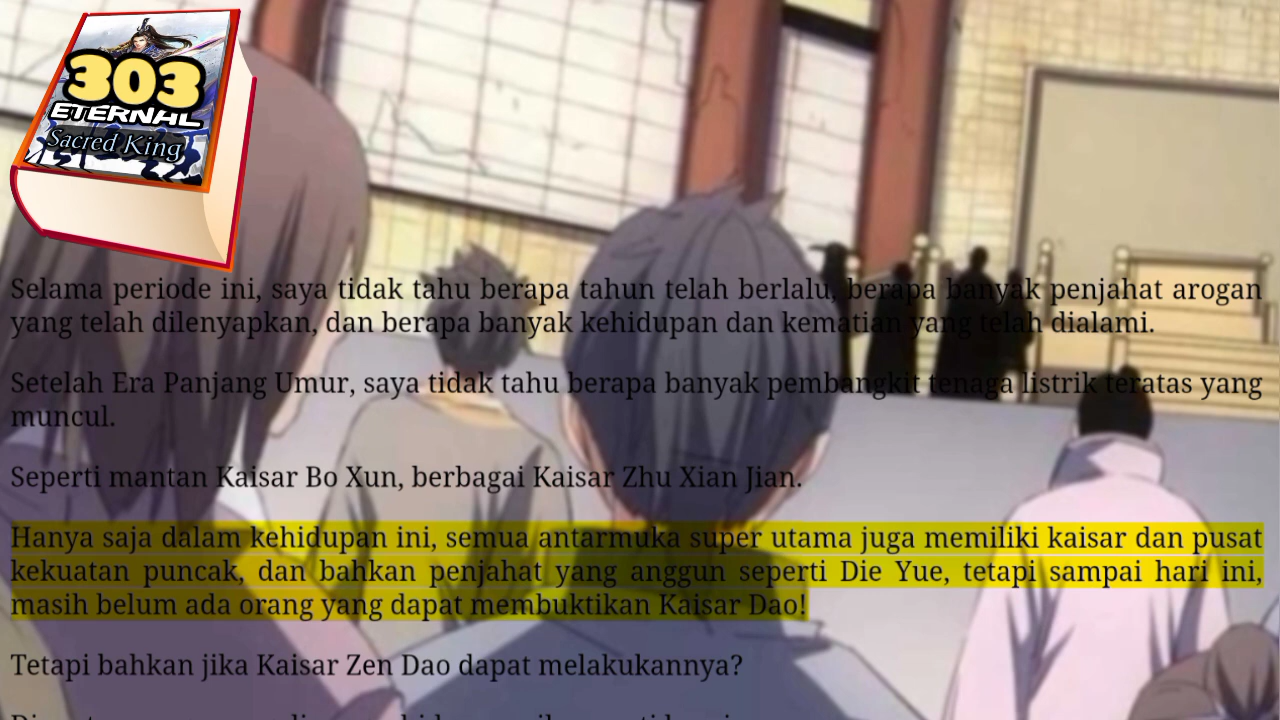 303
ETERNAL
Sacred King
Selama periode ini, saya tidak tahu berapa tahun telah berlalu, berapa banyak penjahat arogan
yang telah dilenyapkan, dan berapa banyak kehidupan dan kematian yang telah dialami.
Setelah Era Panjang Umur, saya tidak tahu berapa banyak pembangkit tenaga listrik teratas yang
muncul.
Seperti mantan Kaisar Bo Xun, berbagai Kaisar Zhu Xian Jian.
Hanya saja dalam kehidupan ini, semua antarmuka super utama juga memiliki kaisar dan pusat
kekuatan puncak, dan bahkan penjahat yang anggun seperti Die Yue, tetapi sampai hari ini,
masih belum ada orang yang dapat membuktikan Kaisar Dao!
Tetapi bahkan jika Kaisar Zen Dao dapat melakukannya?